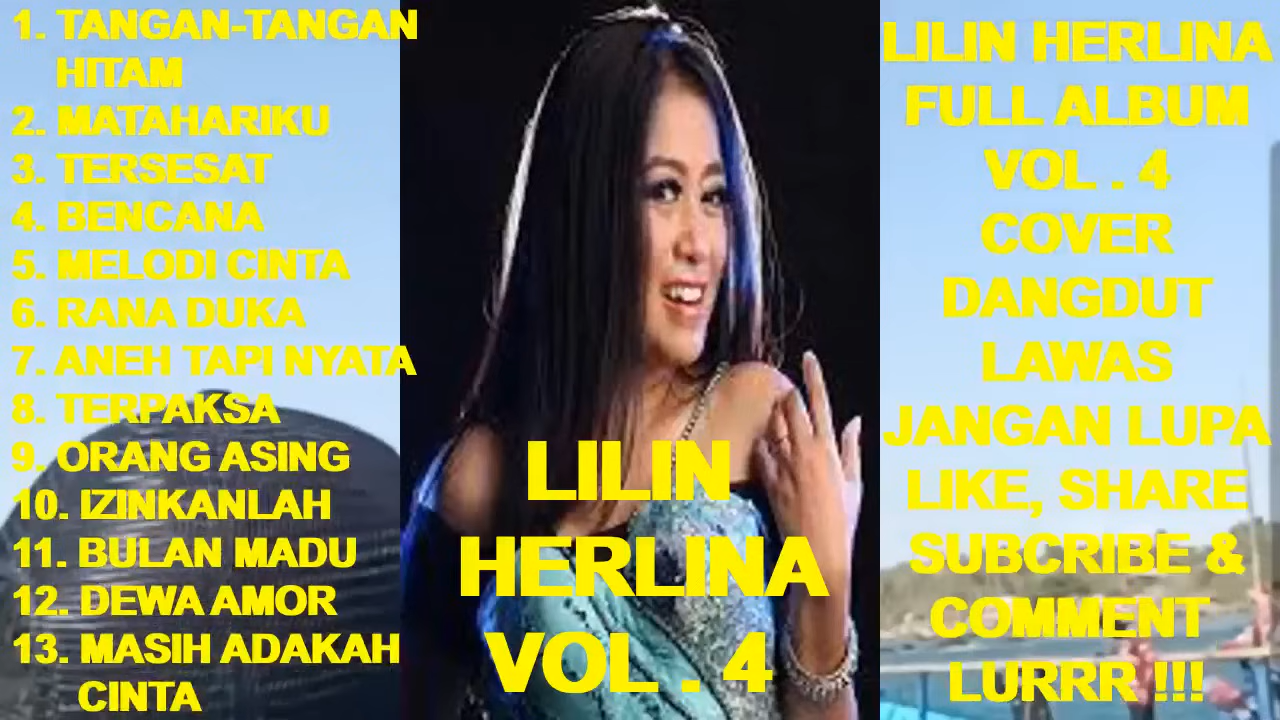 1. TANGAN-TANGAN
HITAM
2. MATAHARIKU
3. TERSESAT
4. BENCANA
5. MELODI CINTA
6. RANA DUKA
7. ANEH TAPI NYATA
8. TERPAKSA
9. ORANG ASING
10. IZINKANLAH
11. BULAN MADU
12. DEWA AMOR
13. MASIH ADAKAH
CINTA
LILIN
HERLINA
VOL . 4
LILIN HERLINA
FULL ALBUM
VOL . 4
COVER
DANGDUT
LAWAS
JANGAN LUPA
LIKE, SHARE
SUBCRIBE &
COMMENT
LURRR !!!